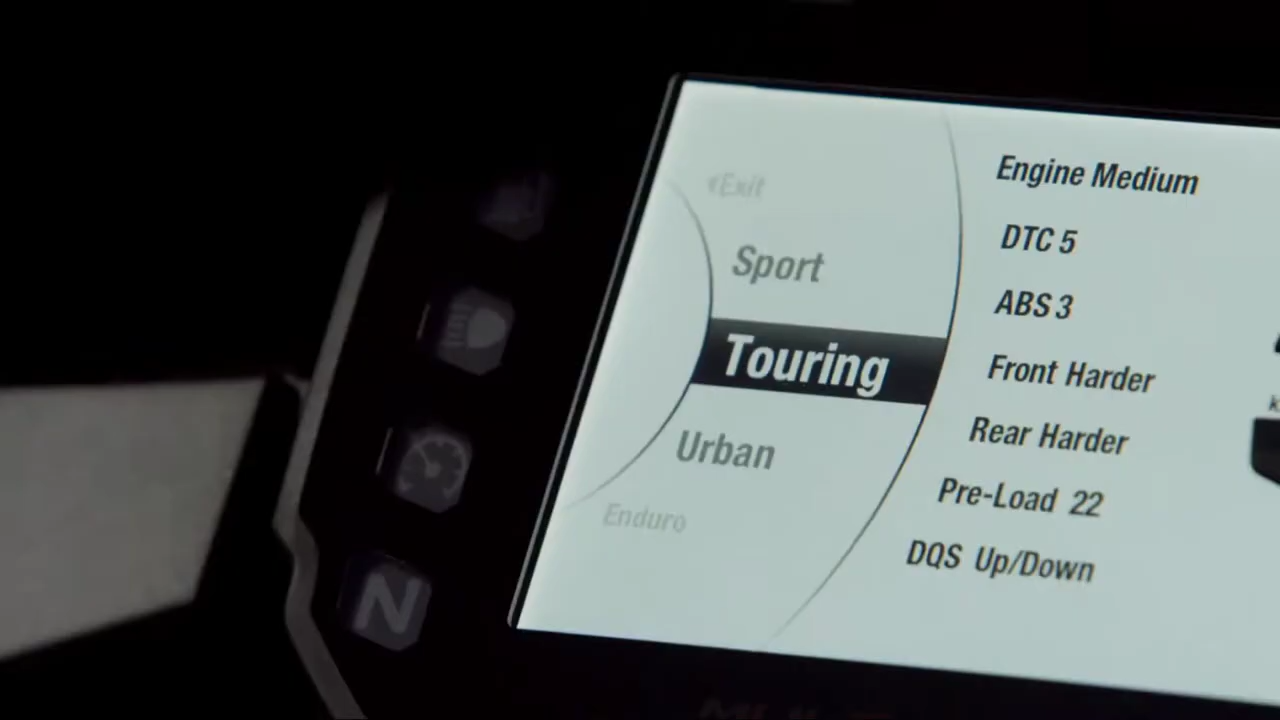 Exit
Sport
Touring
Urban
Enduro
Engine Medium
DTC 5
ABS 3
Front Harder
Rear Harder
Pre-Load 22
DQS Up/Down
N